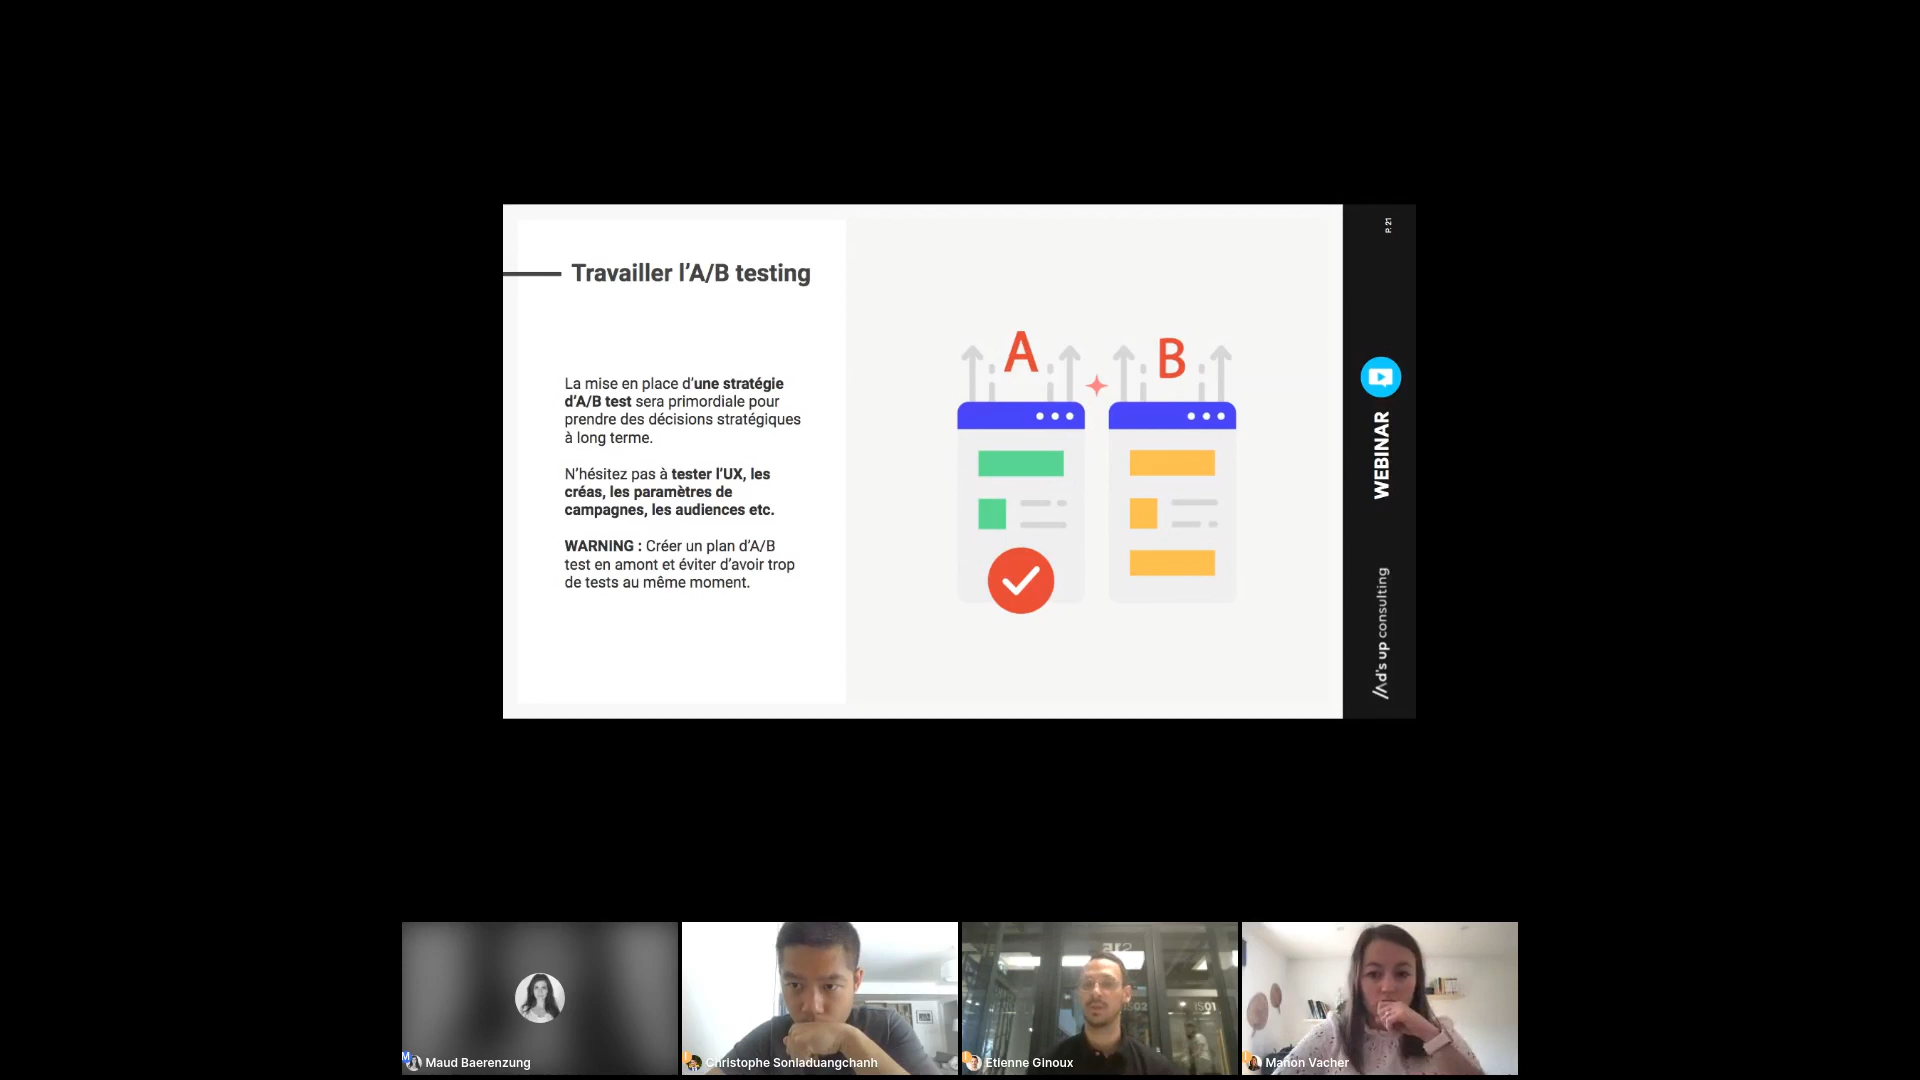 Travailler l'A/B testing
La mise en place d'une stratégie
d'A/B test sera primordiale pour
prendre des décisions stratégiques
à long terme.
N'hésitez pas à tester l'UX, les
créas, les paramètres de
campagnes, les audiences etc.
WARNING : Créer un plan d'A/B
test en amont et éviter d'avoir trop
de tests au même moment.
A
B
P. 21
WEBINAR
//\d's up consulting
M
Maud Baerenzung
Christophe Sonladuangchanh
Etienne Ginoux
Manon Vacher